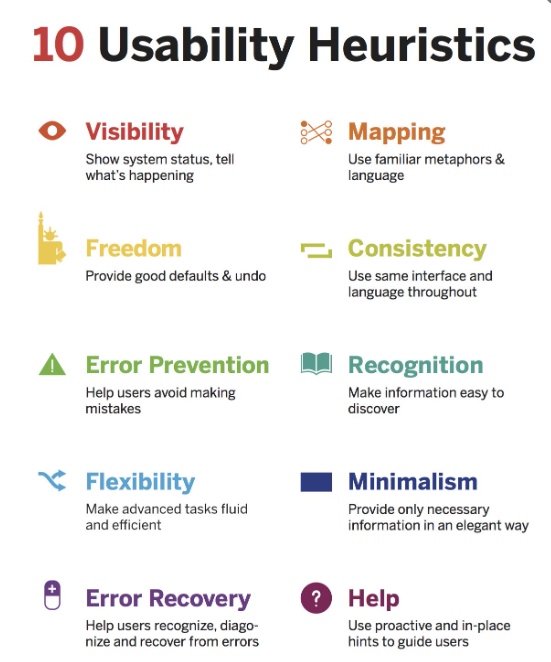 10 Usability Heuristics
Visibility
Show system status, tell
what's happening
Mapping
Use familiar metaphors &
language
Freedom
Provide good defaults & undo
Consistency
Use same interface and
language throughout
Error Prevention
Help users avoid making
mistakes
Recognition
Make information easy to
discover
Flexibility
Make advanced tasks fluid
and efficient
Minimalism
Provide only necessary
information in an elegant way
Error Recovery
Help users recognize, diago-
nize and recover from errors
?
Help
Use proactive and in-place
hints to guide users